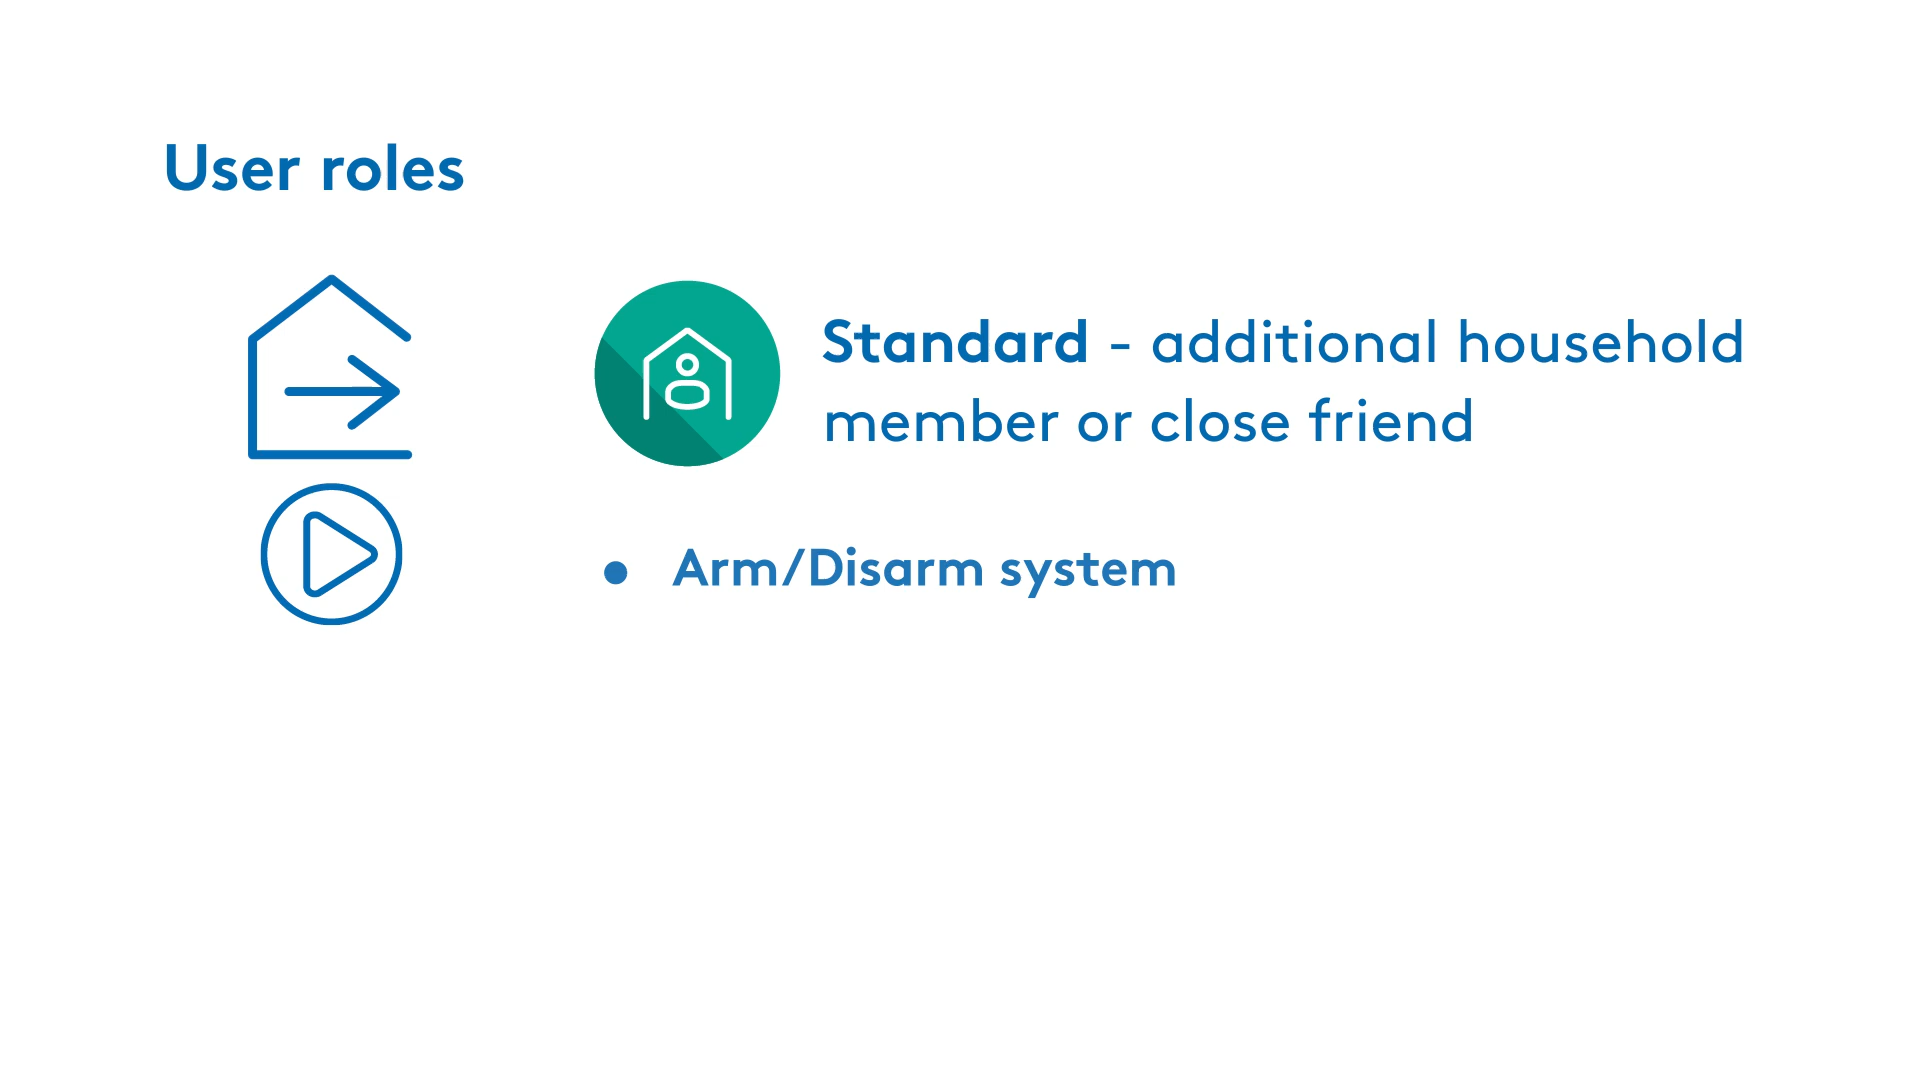 User roles
Standard - additional household
member or close friend
• Arm/Disarm system